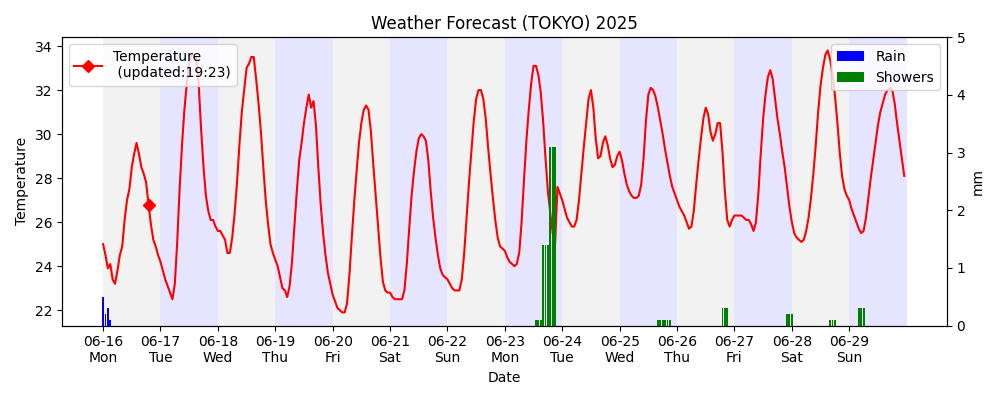 Weather Forecast (TOKYO) 2025
Temperature
(updated:19:23)
Rain
Showers
34
32
30
28
26
24
22
Temperature
5
4
3
2
1
0
mm
06-16 06-17 06-18 06-19 06-20 06-21 06-22 06-23 06-24 06-25 06-26 06-27 06-28 06-29
Mon Tue Wed Thu Fri Sat Sun Mon Tue Wed Thu Fri Sat Sun
Date